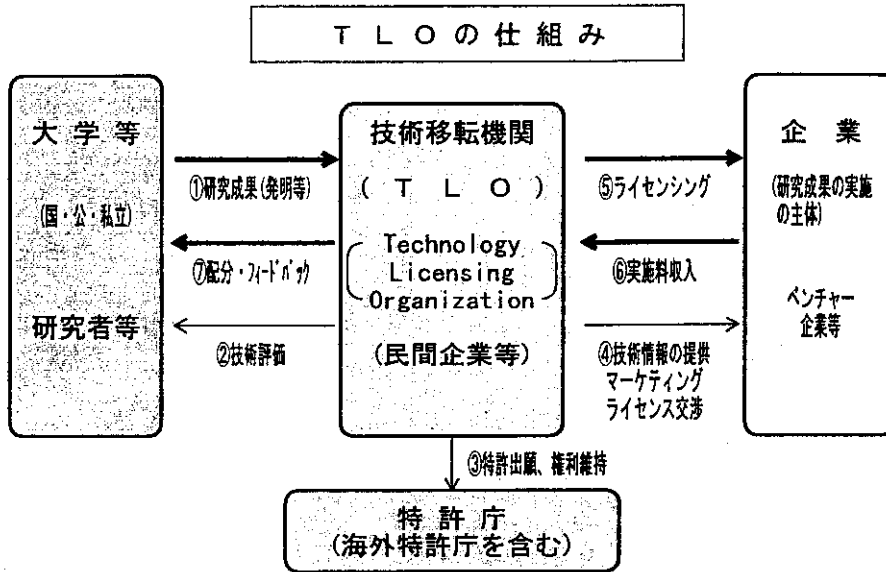 TLOの仕組み
大学等
(国・公・私立)
研究者等
①研究成果(発明等)
⑦配分・フィードバック
②技術評価
技術移転機関
(TLO)
Technology
Licensing
Organization
(民間企業等)
⑤ライセンシング
⑥実施料収入
④技術情報の提供
マーケティング
ライセンス交渉
企業
(研究成果の実施
の主体)
ベンチャー
企業等
③特許出願、権利維持
特許庁
(海外特許庁を含む)